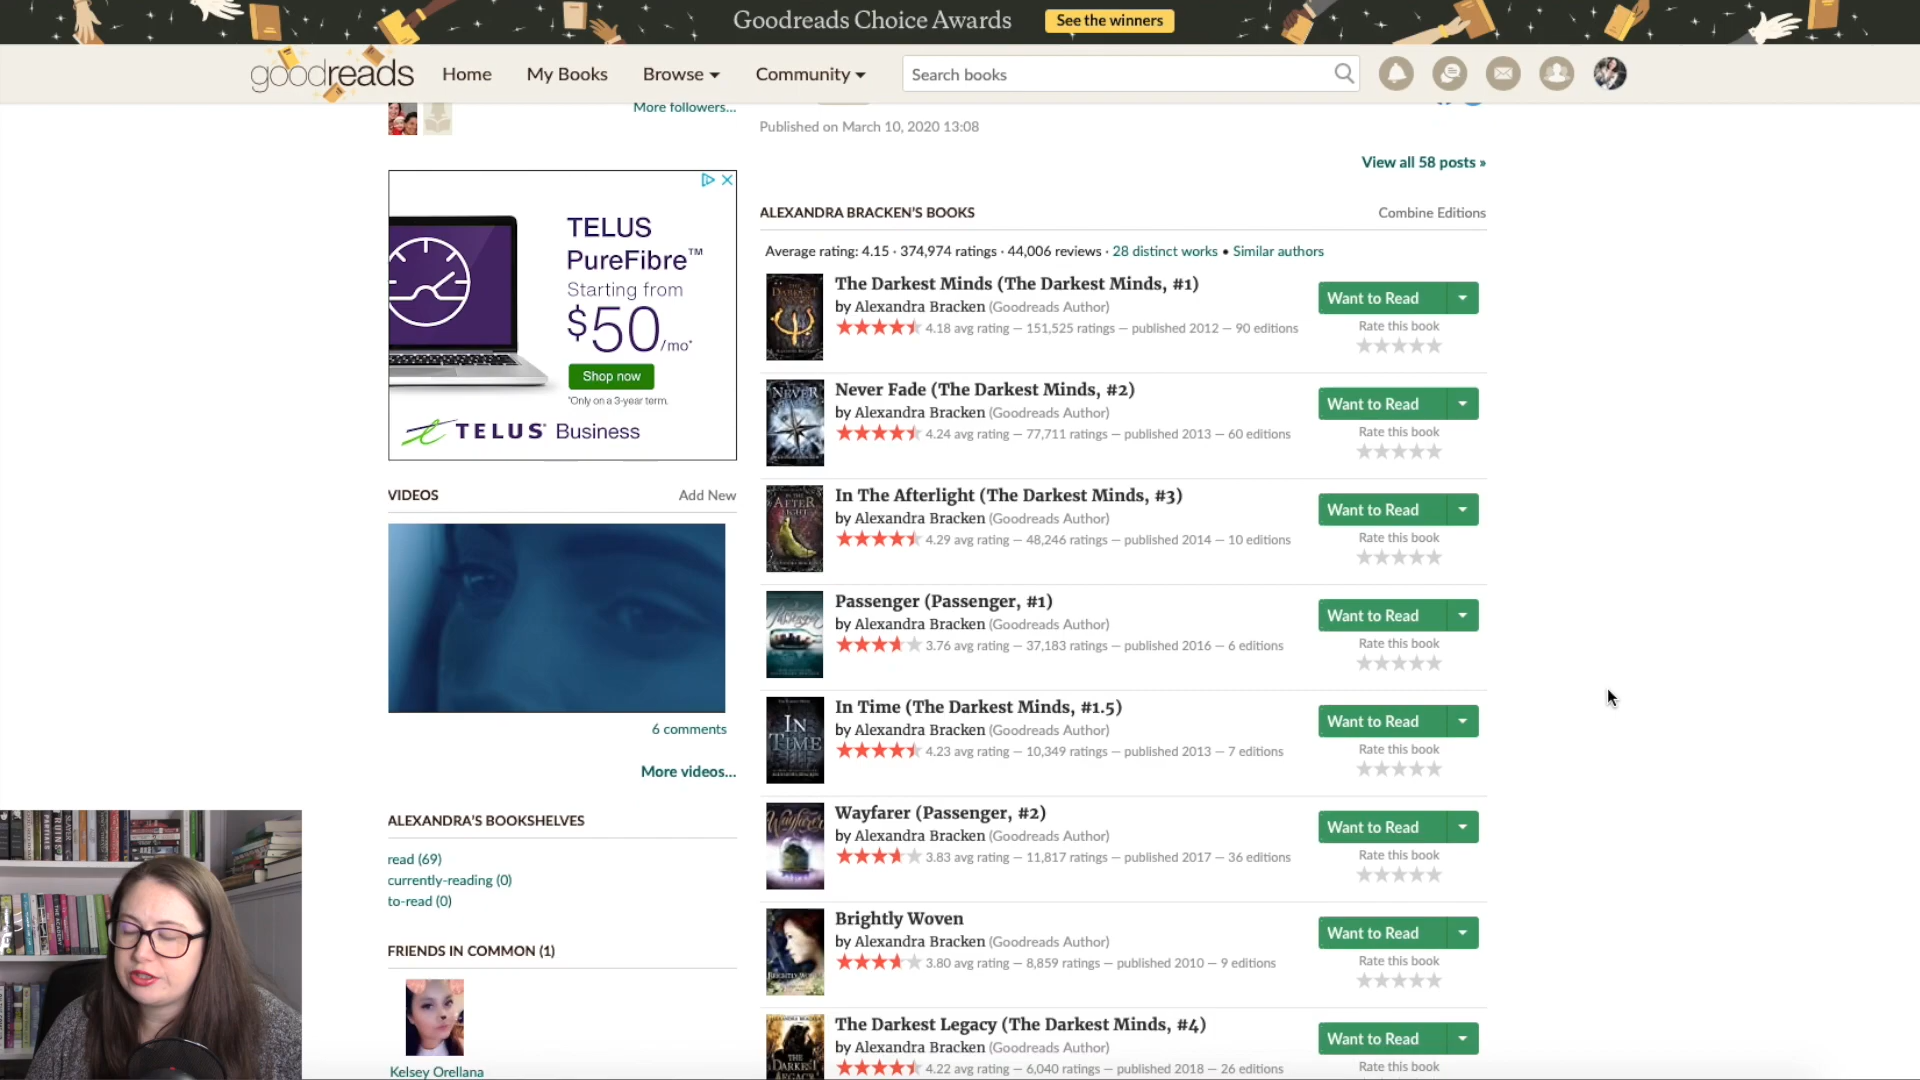 Goodreads Choice Awards
See the winners
goodreads
Home
My Books
Browse
Community
Search books
More followers...
Published on March 10, 2020 13:08
View all 58 posts »
TELUS
PureFibre™
Starting from
$50/mo*
Shop now
*Only on a 3-year term.
TELUS® Business
VIDEOS
Add New
6 comments
More videos...
ALEXANDRA'S BOOKSHELVES
read (69)
currently-reading (0)
to-read (0)
FRIENDS IN COMMON (1)
Kelsey Orellana
ALEXANDRA BRACKEN'S BOOKS
Combine Editions
Average rating: 4.15 · 374,974 ratings · 44,006 reviews · 28 distinct works • Similar authors
The Darkest Minds (The Darkest Minds, #1)
by Alexandra Bracken (Goodreads Author)
4.18 avg rating — 151,525 ratings — published 2012 — 90 editions
Want to Read
Rate this book
NEVER
Never Fade (The Darkest Minds, #2)
by Alexandra Bracken (Goodreads Author)
4.24 avg rating — 77,711 ratings — published 2013 — 60 editions
Want to Read
Rate this book
IN THE
AFTER
LIGHT
In The Afterlight (The Darkest Minds, #3)
by Alexandra Bracken (Goodreads Author)
4.29 avg rating — 48,246 ratings — published 2014 — 10 editions
Want to Read
Rate this book
Passenger (Passenger, #1)
by Alexandra Bracken (Goodreads Author)
3.76 avg rating — 37,183 ratings — published 2016 — 6 editions
Want to Read
Rate this book
IN
TIME
In Time (The Darkest Minds, #1.5)
by Alexandra Bracken (Goodreads Author)
4.23 avg rating — 10,349 ratings — published 2013 — 7 editions
Want to Read
Rate this book
Wayfarer
Wayfarer (Passenger, #2)
by Alexandra Bracken (Goodreads Author)
3.83 avg rating — 11,817 ratings — published 2017 — 36 editions
Want to Read
Rate this book
Brightly Woven
by Alexandra Bracken (Goodreads Author)
3.80 avg rating — 8,859 ratings — published 2010 — 9 editions
Want to Read
Rate this book
THE
DARKEST
LEGACY
The Darkest Legacy (The Darkest Minds, #4)
by Alexandra Bracken (Goodreads Author)
4.22 avg rating — 6,040 ratings — published 2018 — 26 editions
Want to Read
Rate this book